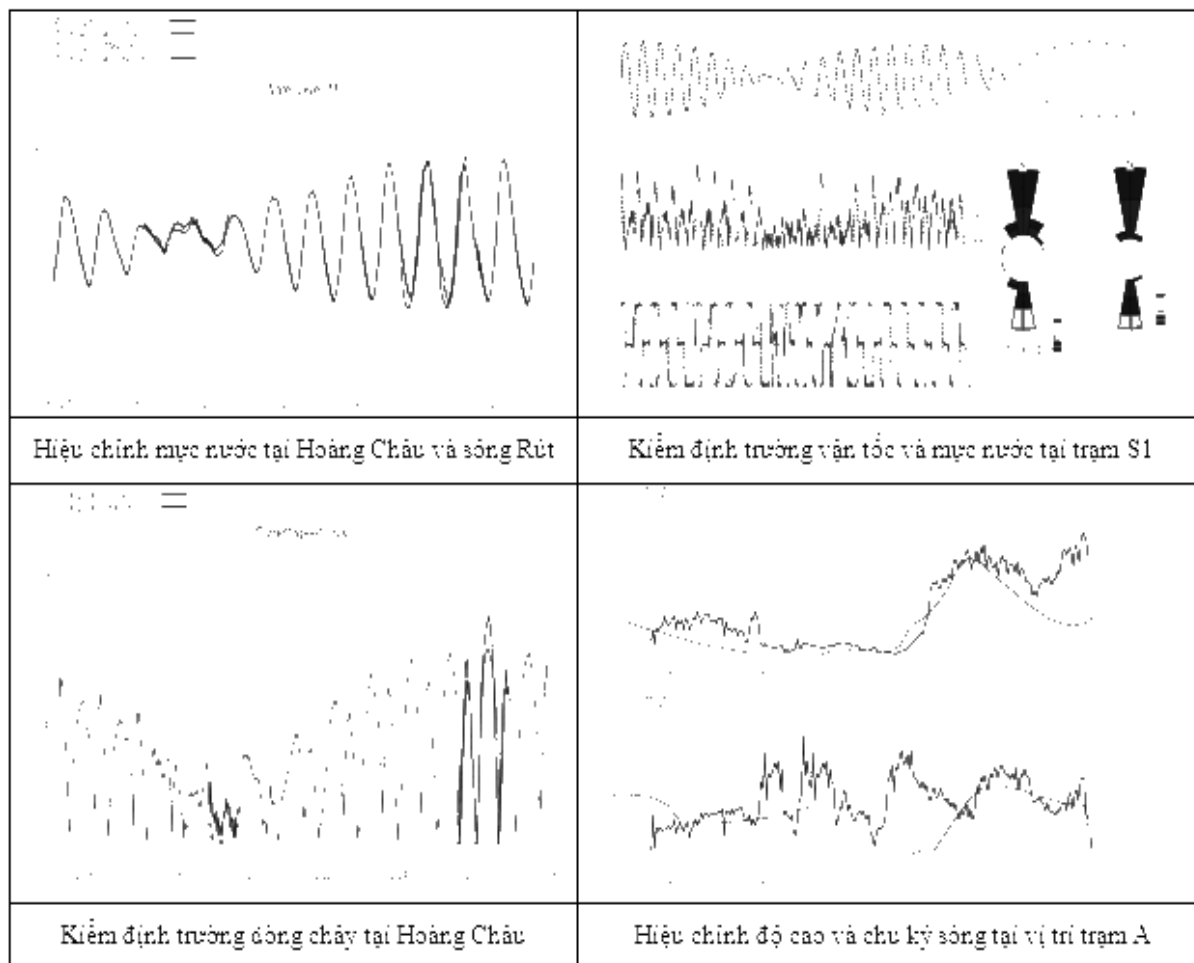 Hiệu chỉnh mực nước tại Hoàng Châu và sông Rút
Kiểm định trường vận tốc và mực nước tại trạm S1
Kiểm định trường dòng chảy tại Hoàng Châu
Hiệu chỉnh độ cao và chu kỳ sóng tại vị trí trạm A